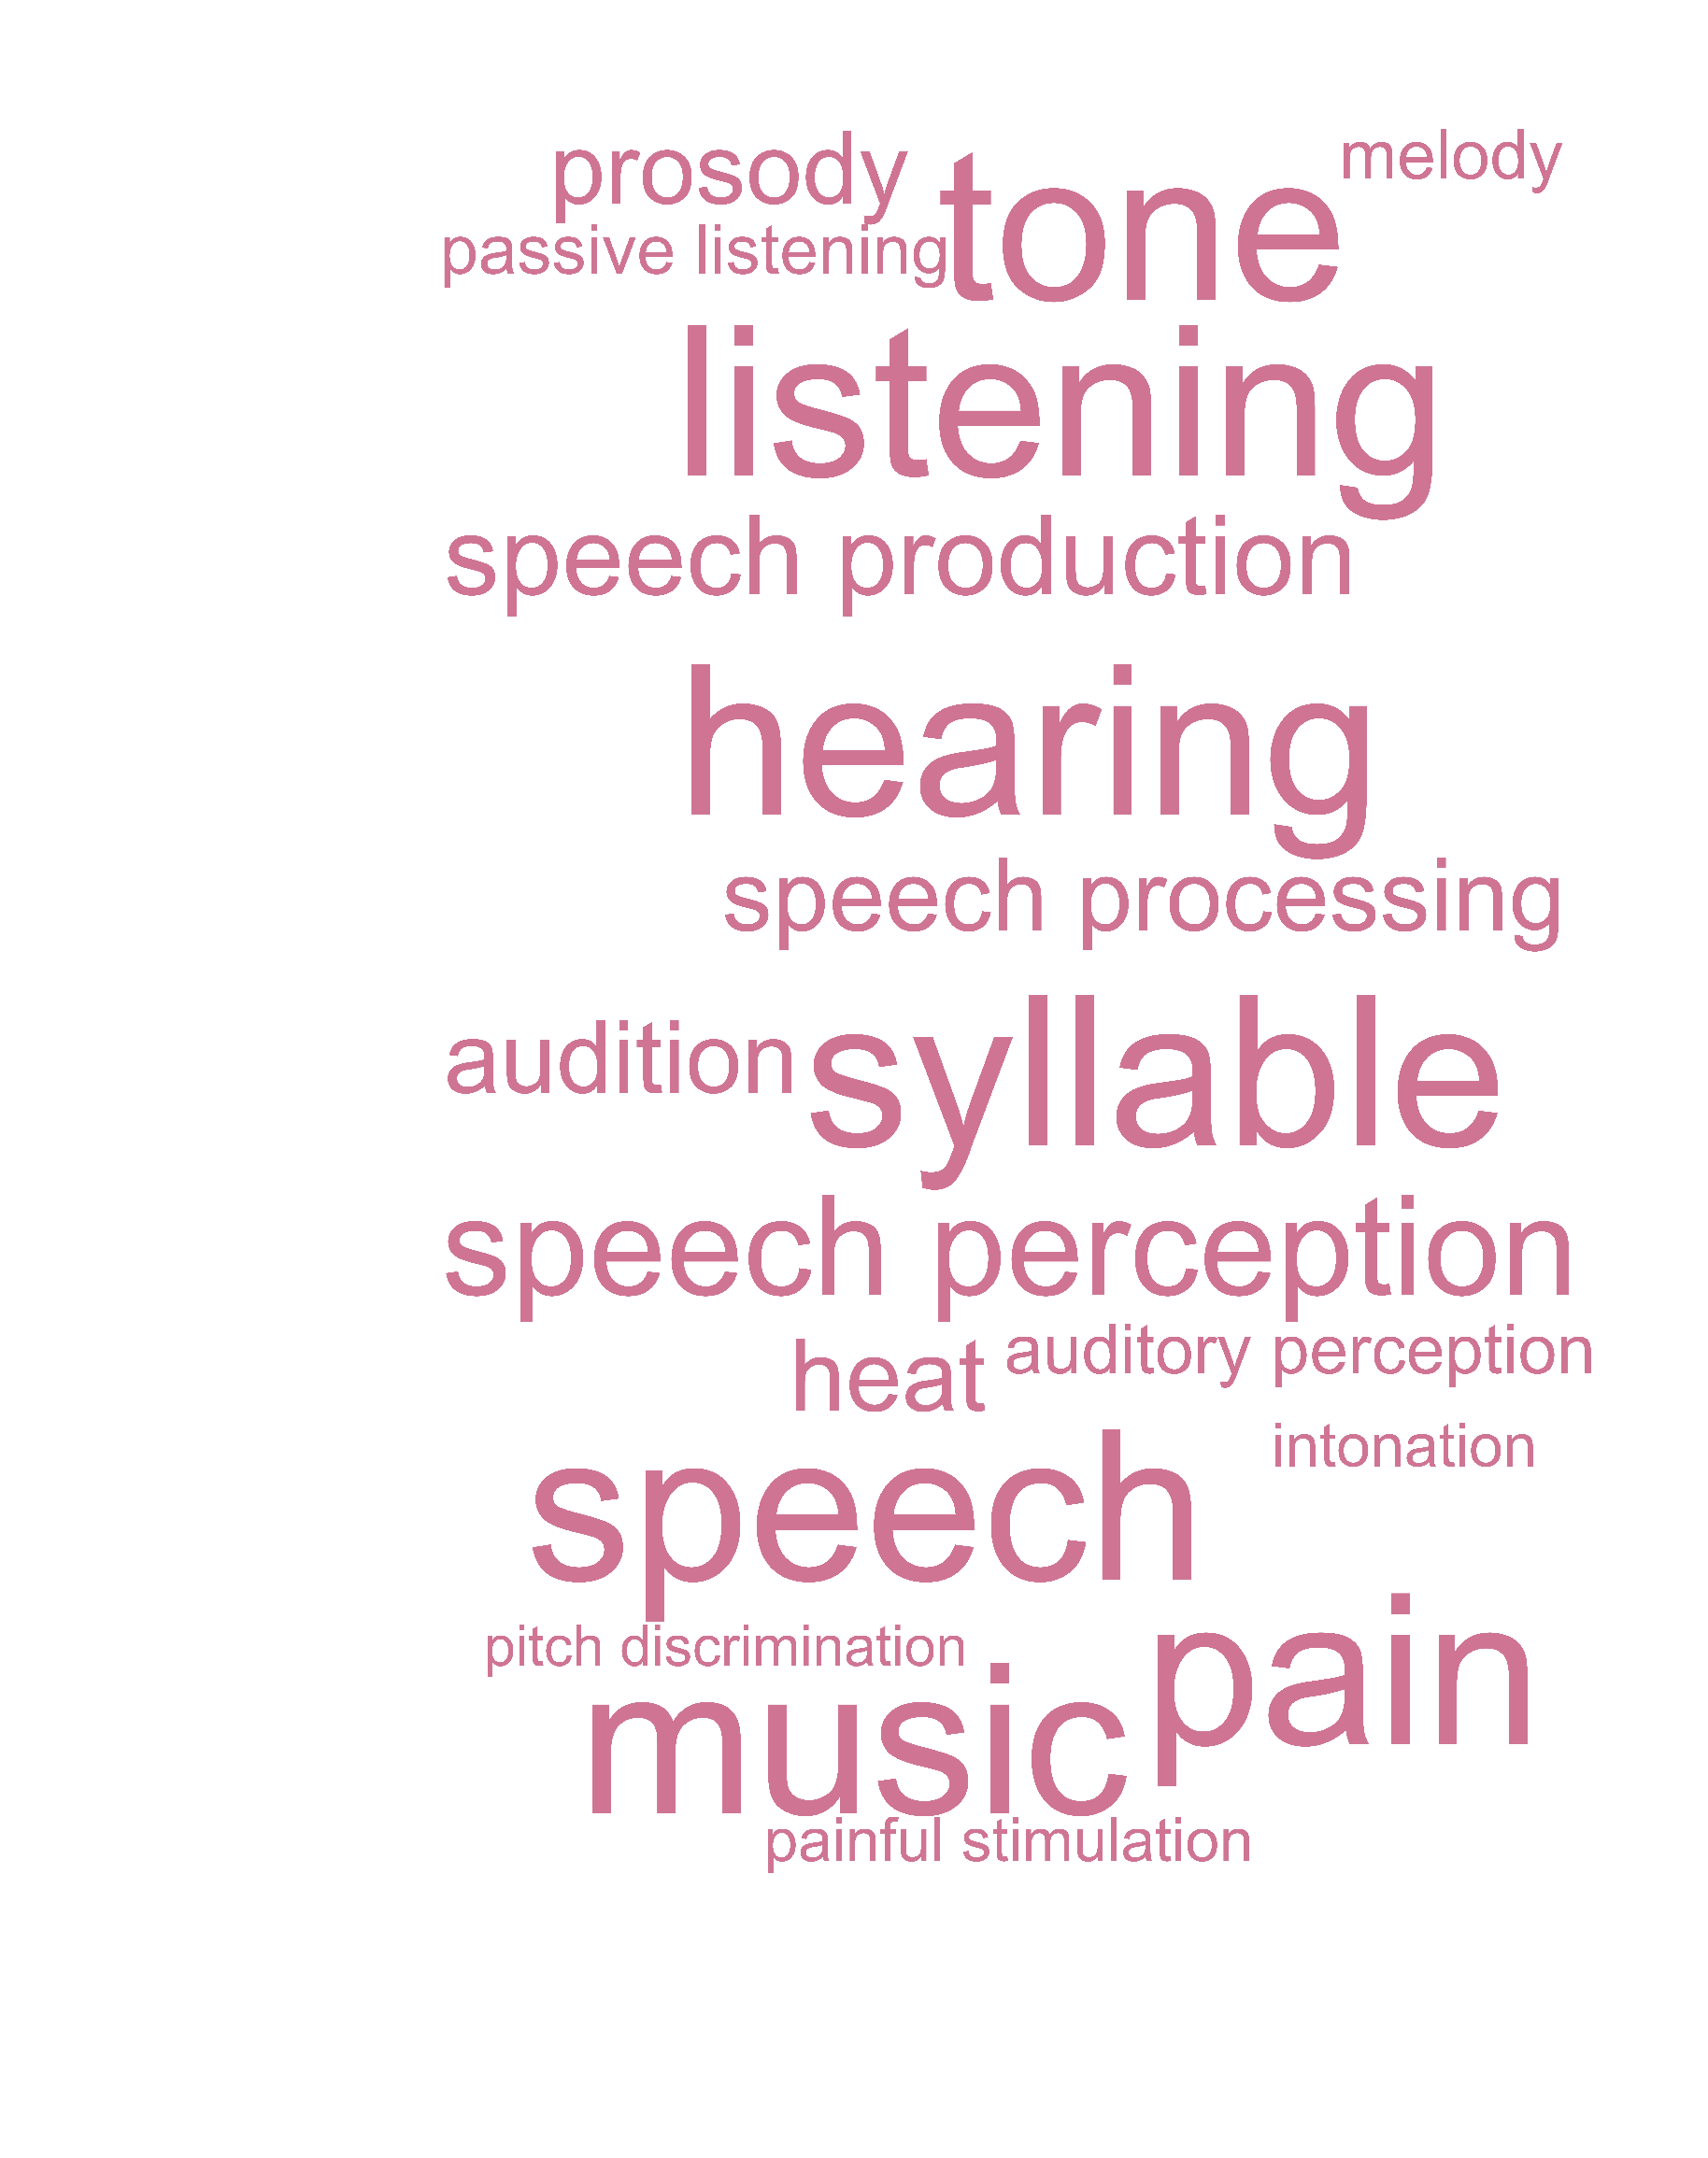 prosody
melody
tone
passive listening
listening
speech production
hearing
speech processing
audition
syllable
speech perception
heat
auditory perception
intonation
speech
pitch discrimination
pain
music
painful stimulation